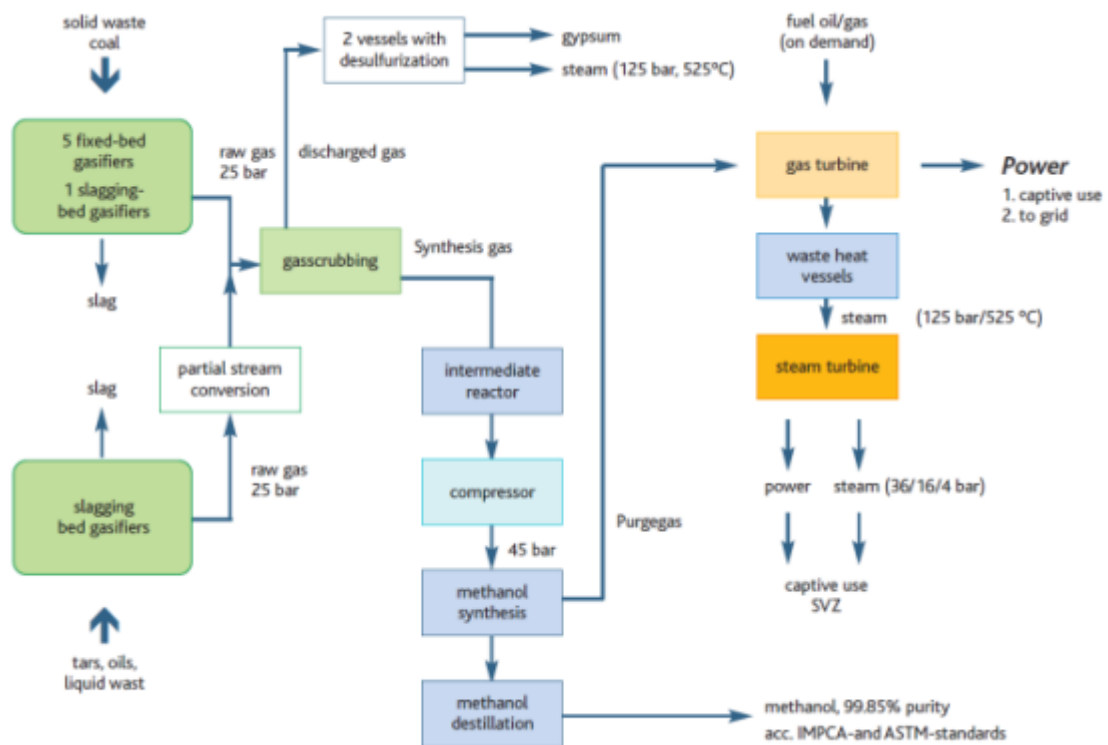 solid waste
coal
5 fixed-bed
gasifiers
1 slagging-
bed gasifiers
slag
slag
slagging
bed gasifiers
tars, oils,
liquid wast
partial stream
conversion
raw gas
25 bar
raw gas
25 bar
discharged gas
2 vessels with
desulfurization
gypsum
steam (125 bar, 525°C)
gasscrubbing
Synthesis gas
intermediate
reactor
compressor
45 bar
methanol
synthesis
Purgegas
methanol
destillation
methanol, 99.85% purity
acc. IMPCA-and ASTM-standards
fuel oil/gas
(on demand)
gas turbine
Power
1. captive use
2. to grid
waste heat
vessels
steam (125 bar/525 °C)
steam turbine
power
steam (36/16/4 bar)
captive use
SVZ